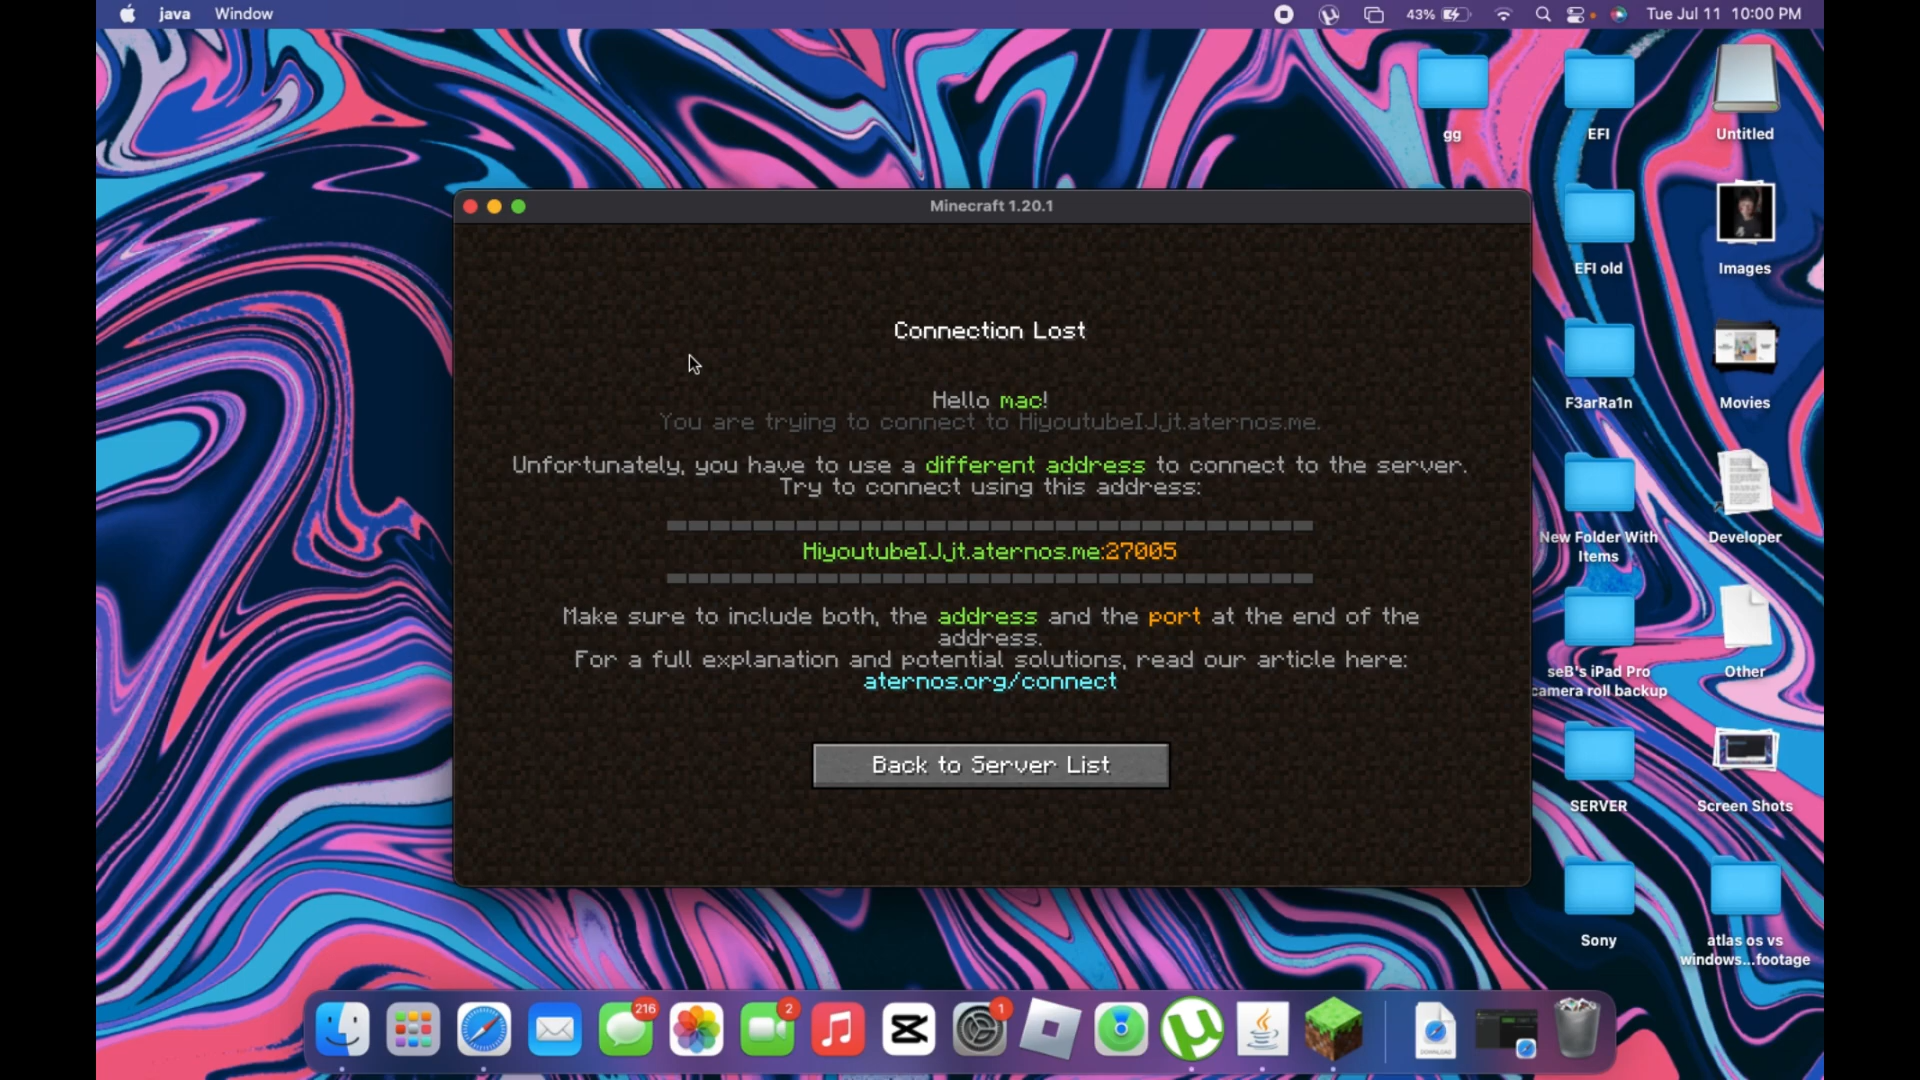 java Window 43% Tue Jul 11 10:00 PM
gg
EFI
Untitled
Minecraft 1.20.1
EFI old
Images
Connection Lost
Hello mac!
You are trying to connect to HiyoutubeIJjt.aternos.me.
F3arRa1n
Movies
Unfortunately, you have to use a different address to connect to the server.
Try to connect using this address:
HiyoutubeIJjt.aternos.me:27005
New Folder With
Items
Developer
Make sure to include both, the address and the port at the end of the
address.
For a full explanation and potential solutions, read our article here:
aternos.org/connect
seB's iPad Pro
camera roll backup
Other
Back to Server List
SERVER
Screen Shots
Sony
atlas os vs
windows...footage
216
2
1
DOWNLOAD